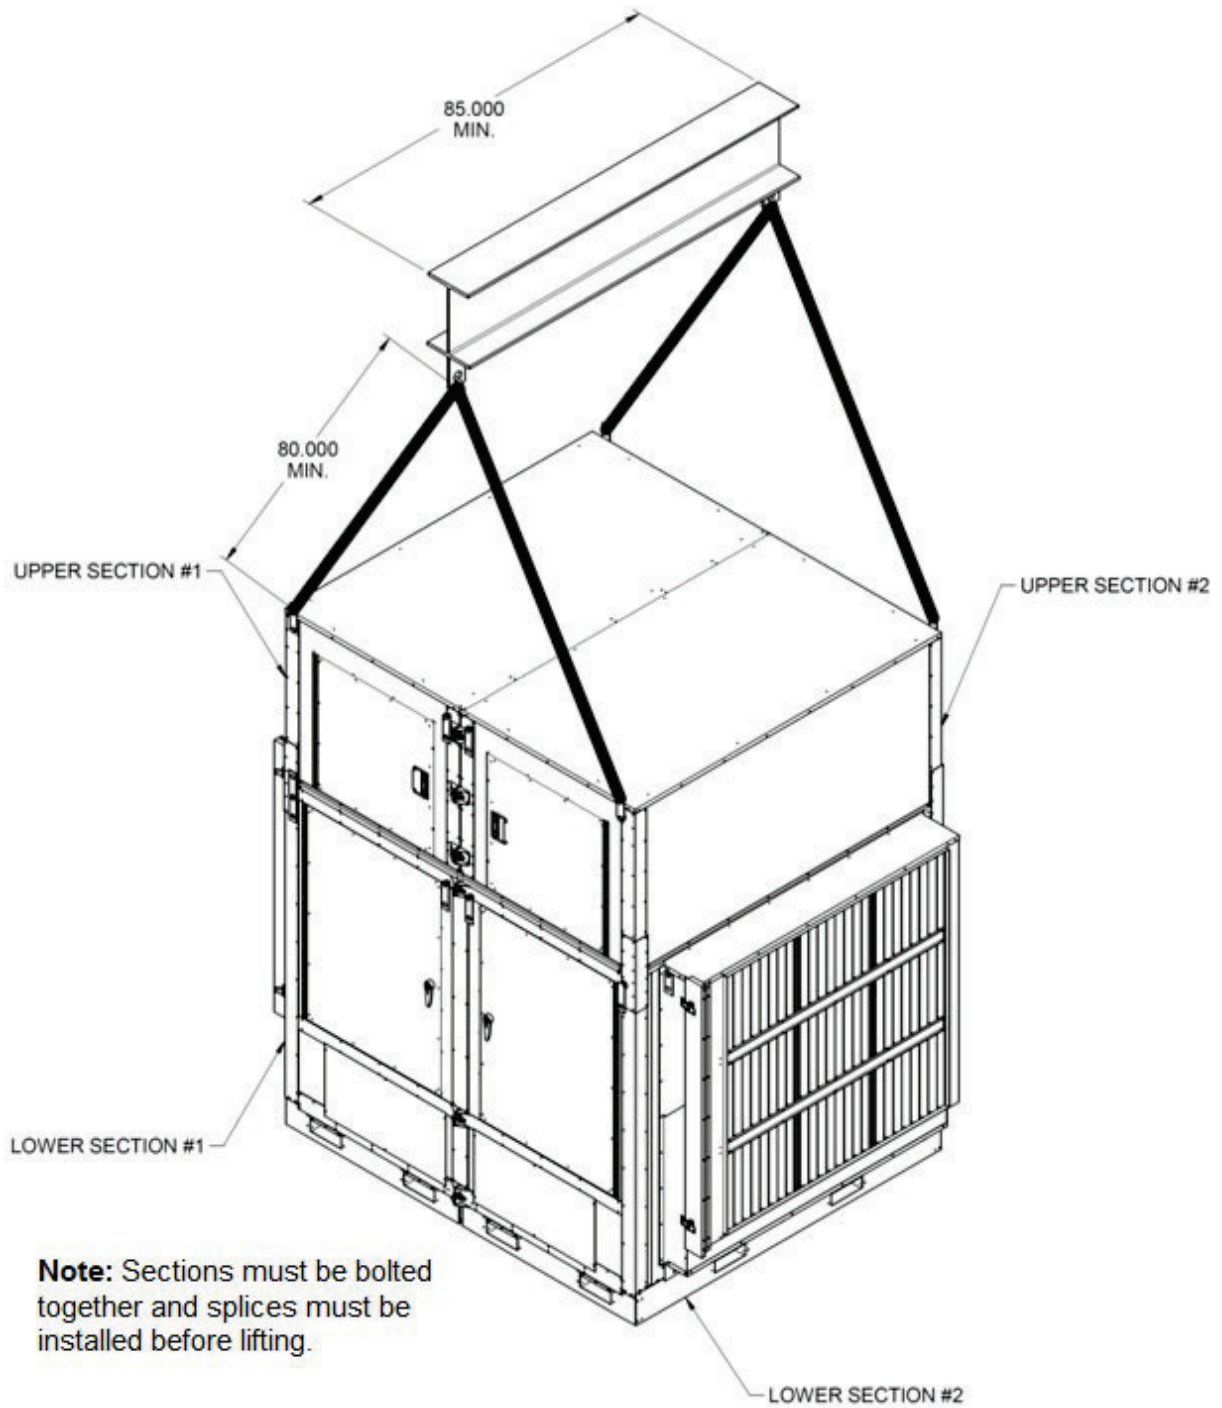 85.000
MIN.
80.000
MIN.
UPPER SECTION #1
UPPER SECTION #2
LOWER SECTION #1
Note: Sections must be bolted
together and splices must be
installed before lifting.
LOWER SECTION #2